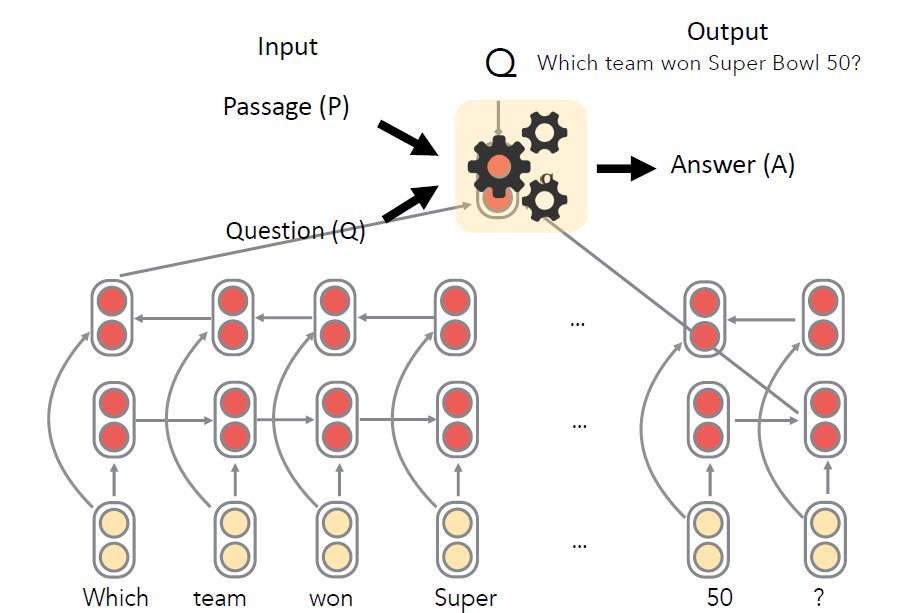 Input
Output
Q Which team won Super Bowl 50?
Passage (P)
Answer (A)
Question (Q)
...
...
...
Which team won Super 50 ?